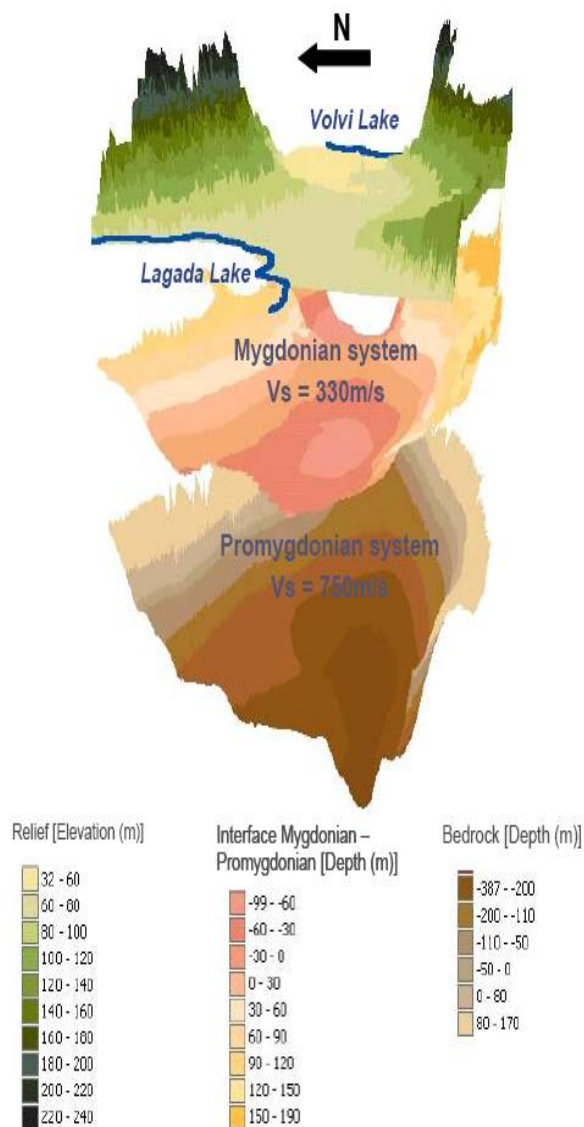 N
Volvi Lake
Lagada Lake
Mygdonian system
Vs = 330m/s
Promygdonian system
Vs = 750m/s
Relief [Elevation (m)]
32 - 60
60 - 80
80 - 100
100 - 120
120 - 140
140 - 160
160 - 180
180 - 200
200 - 220
220 - 240
Interface Mygdonian –
Promygdonian [Depth (m)]
-99 - -60
-60 - -30
-30 - 0
0 - 30
30 - 60
60 - 90
90 - 120
120 - 150
150 - 190
Bedrock [Depth (m)]
-387 - -200
-200 - -110
-110 - -50
-50 - 0
0 - 80
80 - 170